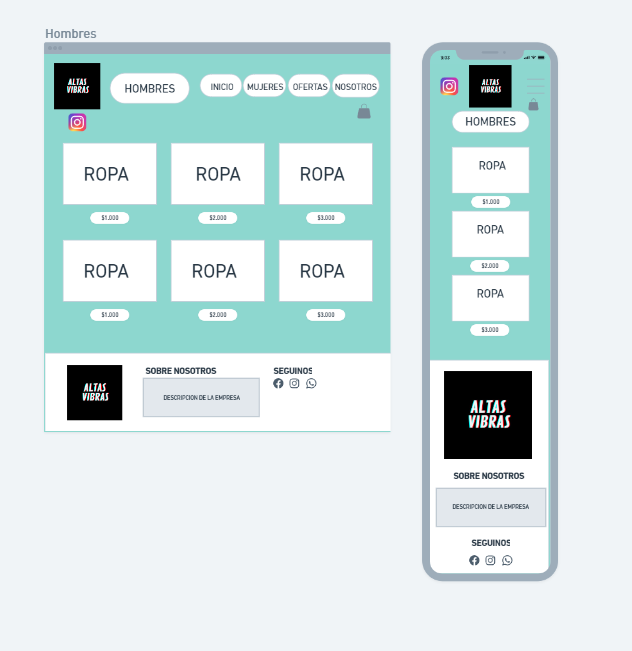 Hombres
ALTAS
VIBRAS
HOMBRES
INICIO
MUJERES
OFERTAS
NOSOTROS
ROPA
ROPA
ROPA
$1.000
$2.000
$3.000
ROPA
ROPA
ROPA
$1.000
$2.000
$3.000
ALTAS
VIBRAS
SOBRE NOSOTROS
DESCRIPCION DE LA EMPRESA
SEGUINOS
ALTAS
VIBRAS
HOMBRES
ROPA
$1.000
ROPA
$2.000
ROPA
$3.000
ALTAS
VIBRAS
SOBRE NOSOTROS
DESCRIPCION DE LA EMPRESA
SEGUINOS